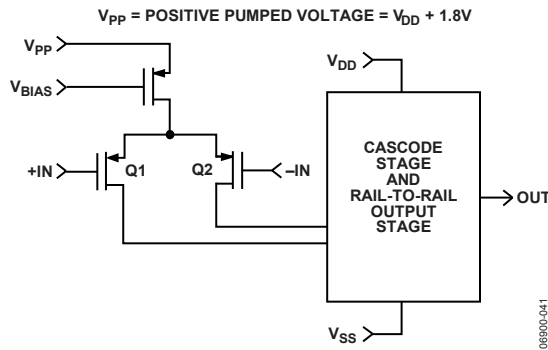 VPP = POSITIVE PUMPED VOLTAGE = VDD + 1.8V
VPP
VBIAS
VDD
+IN
Q1
Q2
–IN
CASCODE
STAGE
AND
RAIL-TO-RAIL
OUTPUT
STAGE
OUT
VSS
06900-041